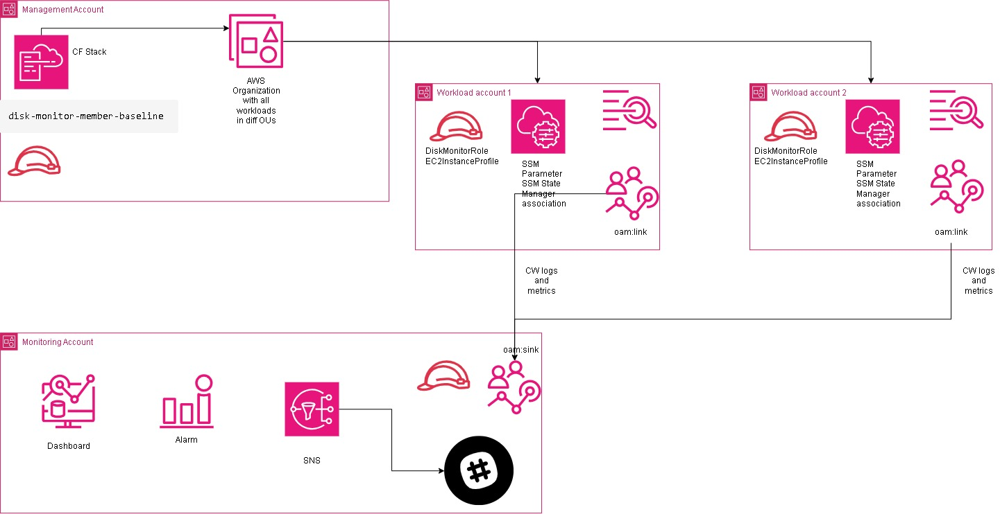 Management Account
CF Stack
disk-monitor-member-baseline
AWS
Organization
with all
workloads
in diff OUs
Workload account 1
DiskMonitorRole
EC2InstanceProfile
SSM
Parameter
SSM State
Manager
association
oam:link
Workload account 2
DiskMonitorRole
EC2InstanceProfile
SSM
Parameter
SSM State
Manager
association
oam:link
CW logs
and
metrics
CW logs
and
metrics
Monitoring Account
oam:sink
Dashboard
Alarm
SNS